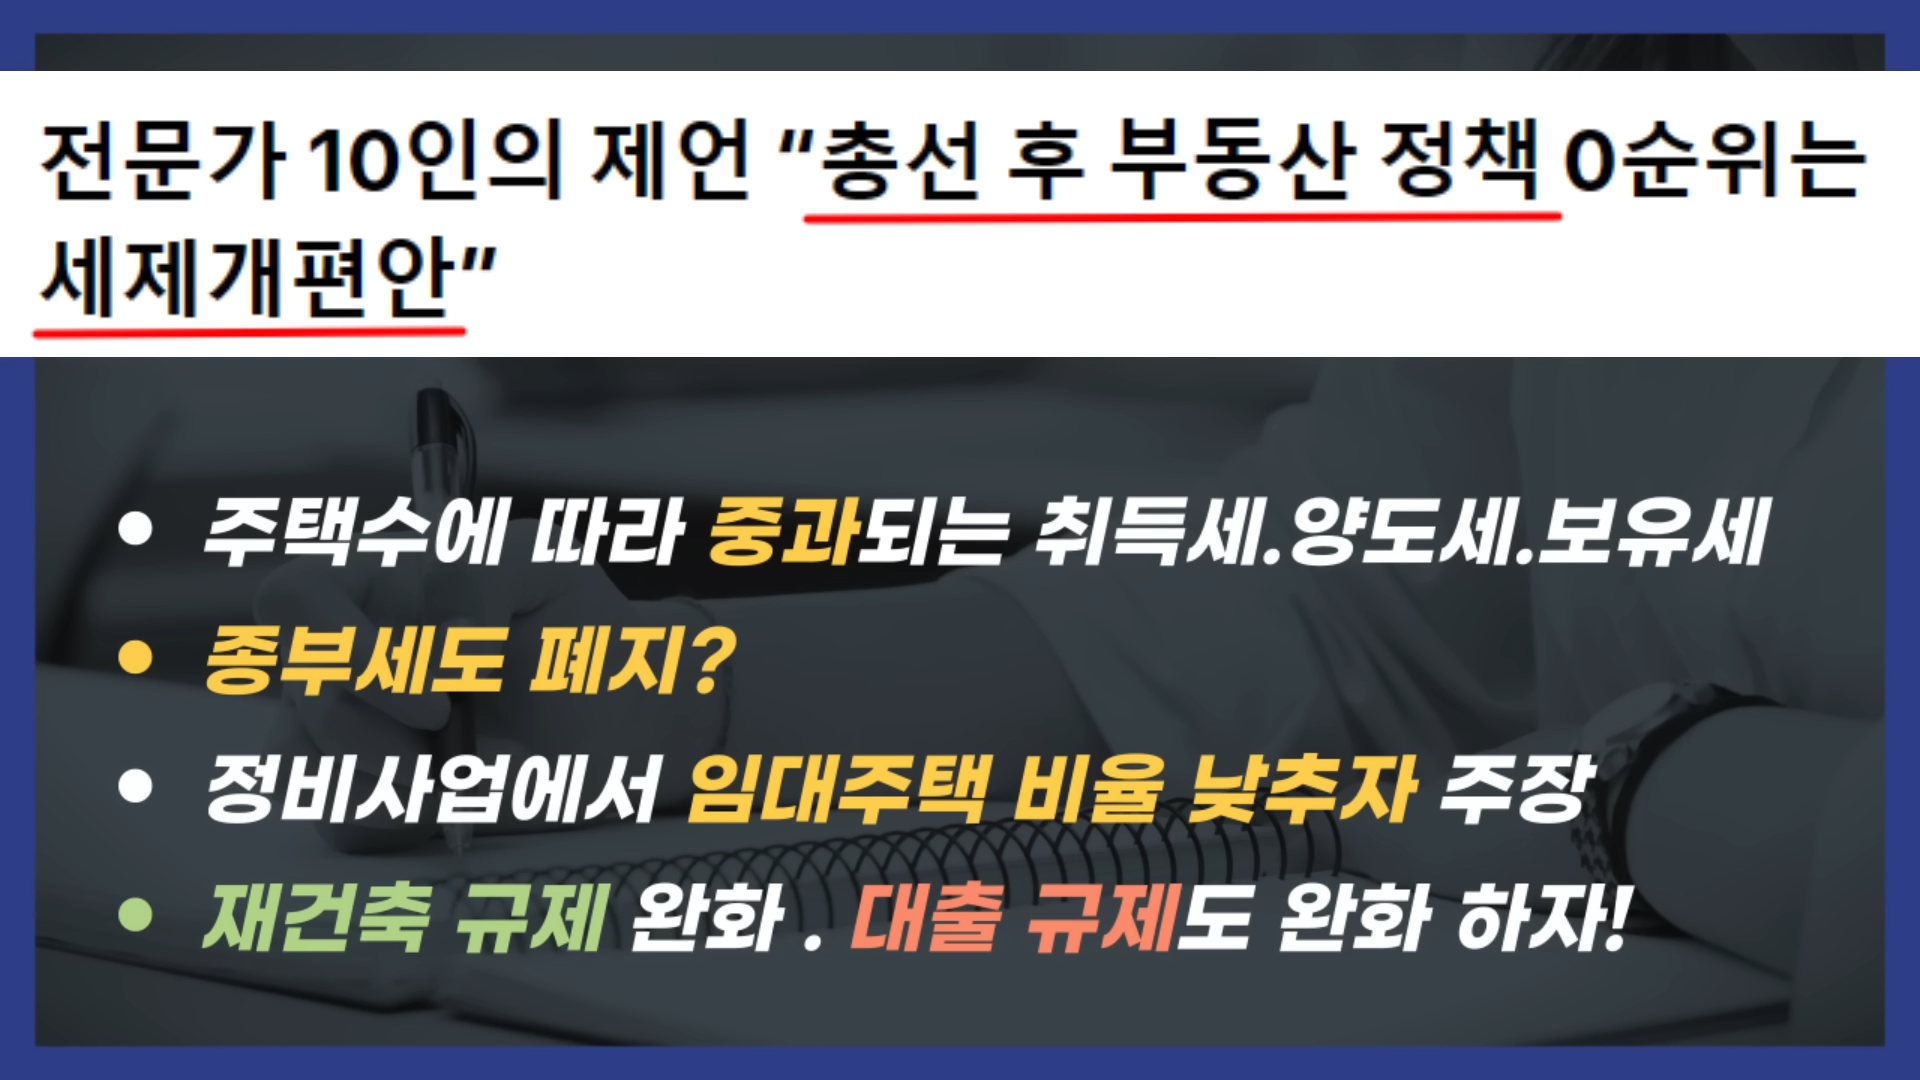 전문가 10인의 제언 “총선 후 부동산 정책 0순위는
세제개편안”
• 주택수에 따라 중과되는 취득세.양도세.보유세
• 종부세도 폐지?
• 정비사업에서 임대주택 비율 낮추자 주장
• 재건축 규제 완화 . 대출 규제도 완화 하자!